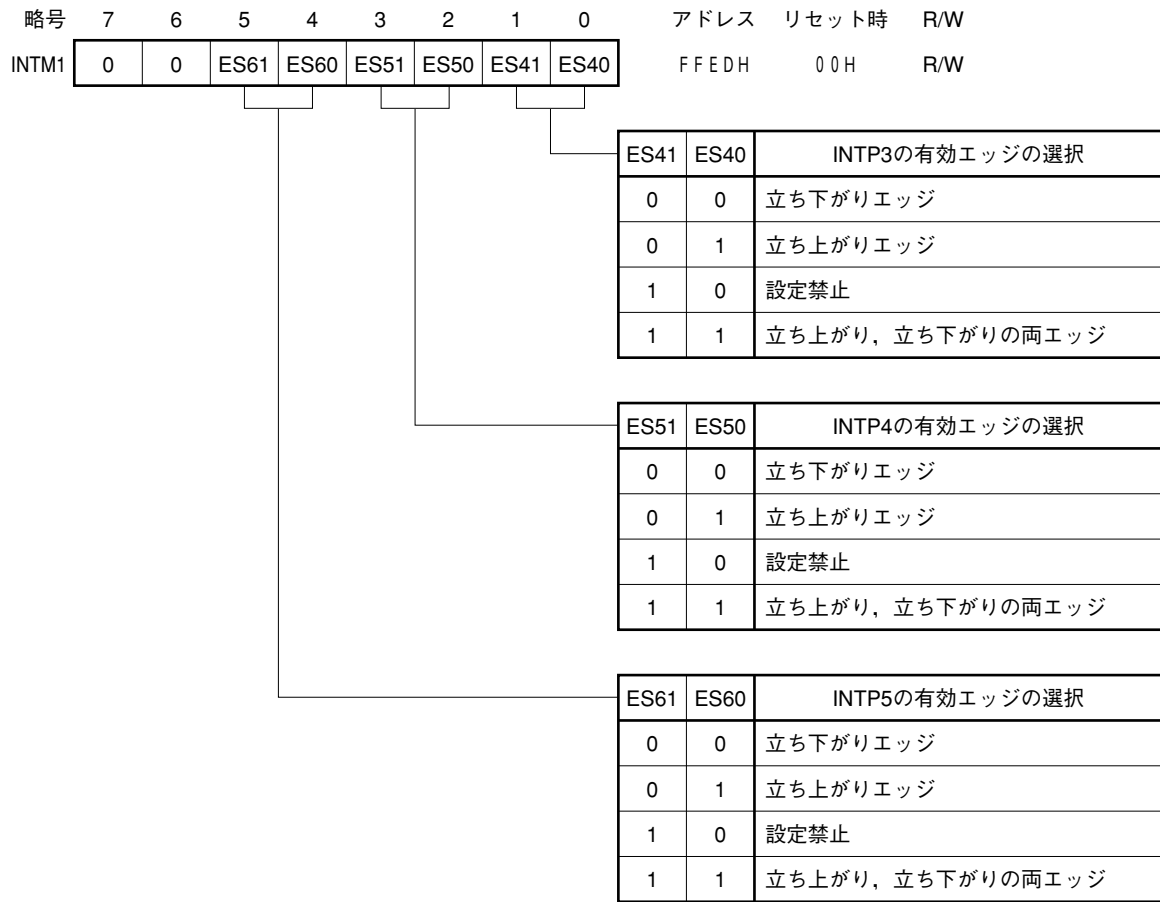 略号 7 6 5 4 3 2 1 0 アドレス リセット時 R/W
INTM1 0 0 ES61 ES60 ES51 ES50 ES41 ES40 FFEDH 00H R/W
ES41 ES40 INTP3の有効エッジの選択
0 0 立ち下がりエッジ
0 1 立ち上がりエッジ
1 0 設定禁止
1 1 立ち上がり，立ち下がりの両エッジ
ES51 ES50 INTP4の有効エッジの選択
0 0 立ち下がりエッジ
0 1 立ち上がりエッジ
1 0 設定禁止
1 1 立ち上がり，立ち下がりの両エッジ
ES61 ES60 INTP5の有効エッジの選択
0 0 立ち下がりエッジ
0 1 立ち上がりエッジ
1 0 設定禁止
1 1 立ち上がり，立ち下がりの両エッジ